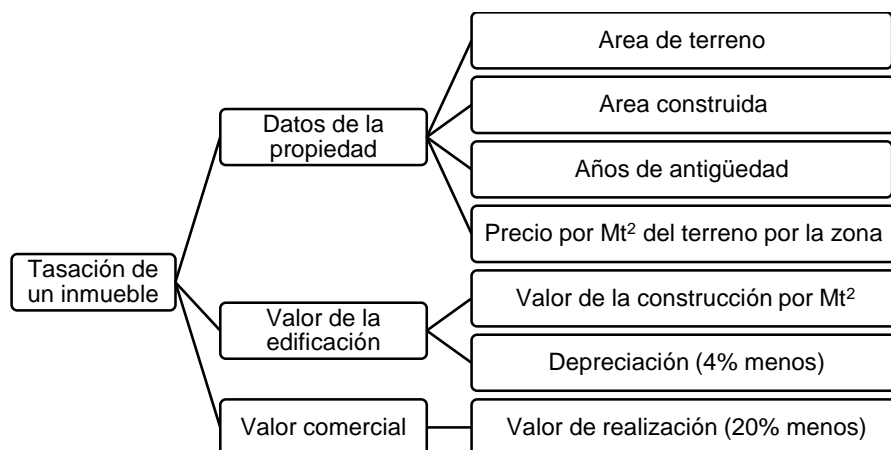 Area de terreno
Area construida
Datos de la
propiedad
Años de antigüedad
Precio por Mt² del terreno por la zona
Tasación de
un inmueble
Valor de la construcción por Mt²
Valor de la
edificación
Depreciación (4% menos)
Valor comercial
Valor de realización (20% menos)